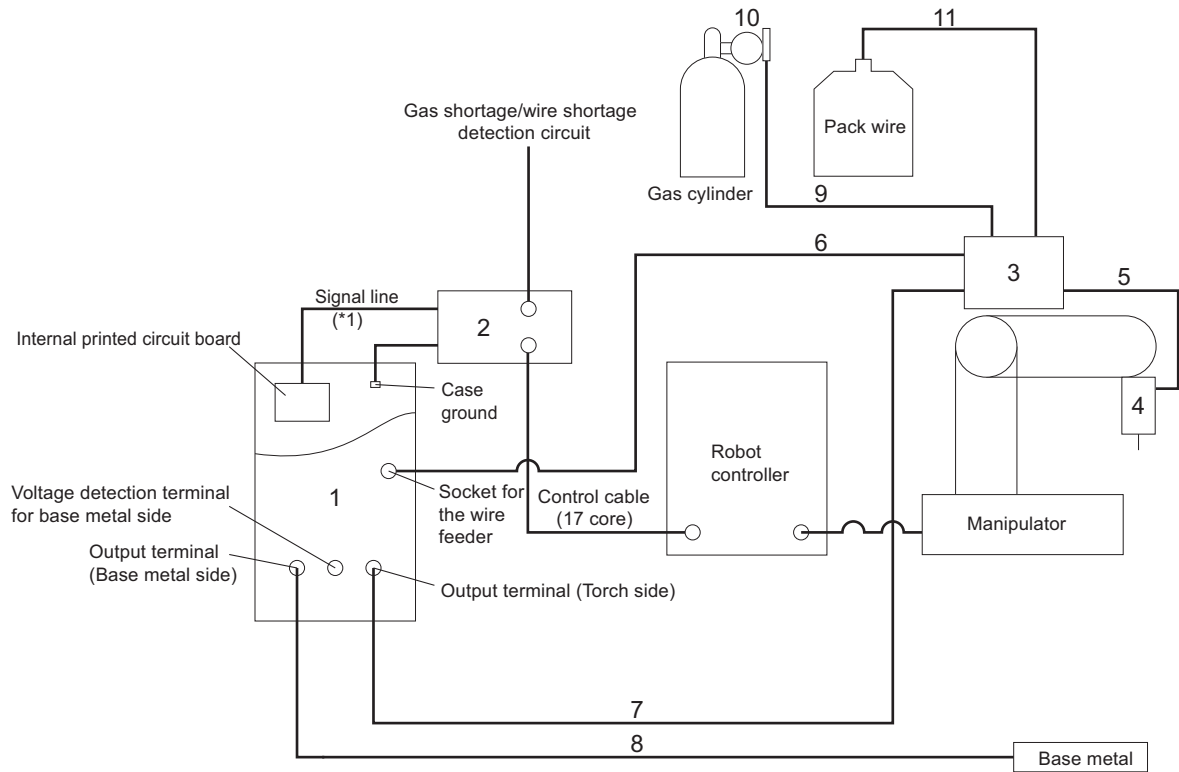 10
11
Gas shortage/wire shortage
detection circuit
Pack wire
Gas cylinder
9
6
3
5
Signal line
(*1)
2
Internal printed circuit board
Case
ground
4
Robot
controller
1
Socket for
the wire
feeder
Control cable
(17 core)
Manipulator
Voltage detection terminal
for base metal side
Output terminal
(Base metal side)
Output terminal (Torch side)
7
8
Base metal